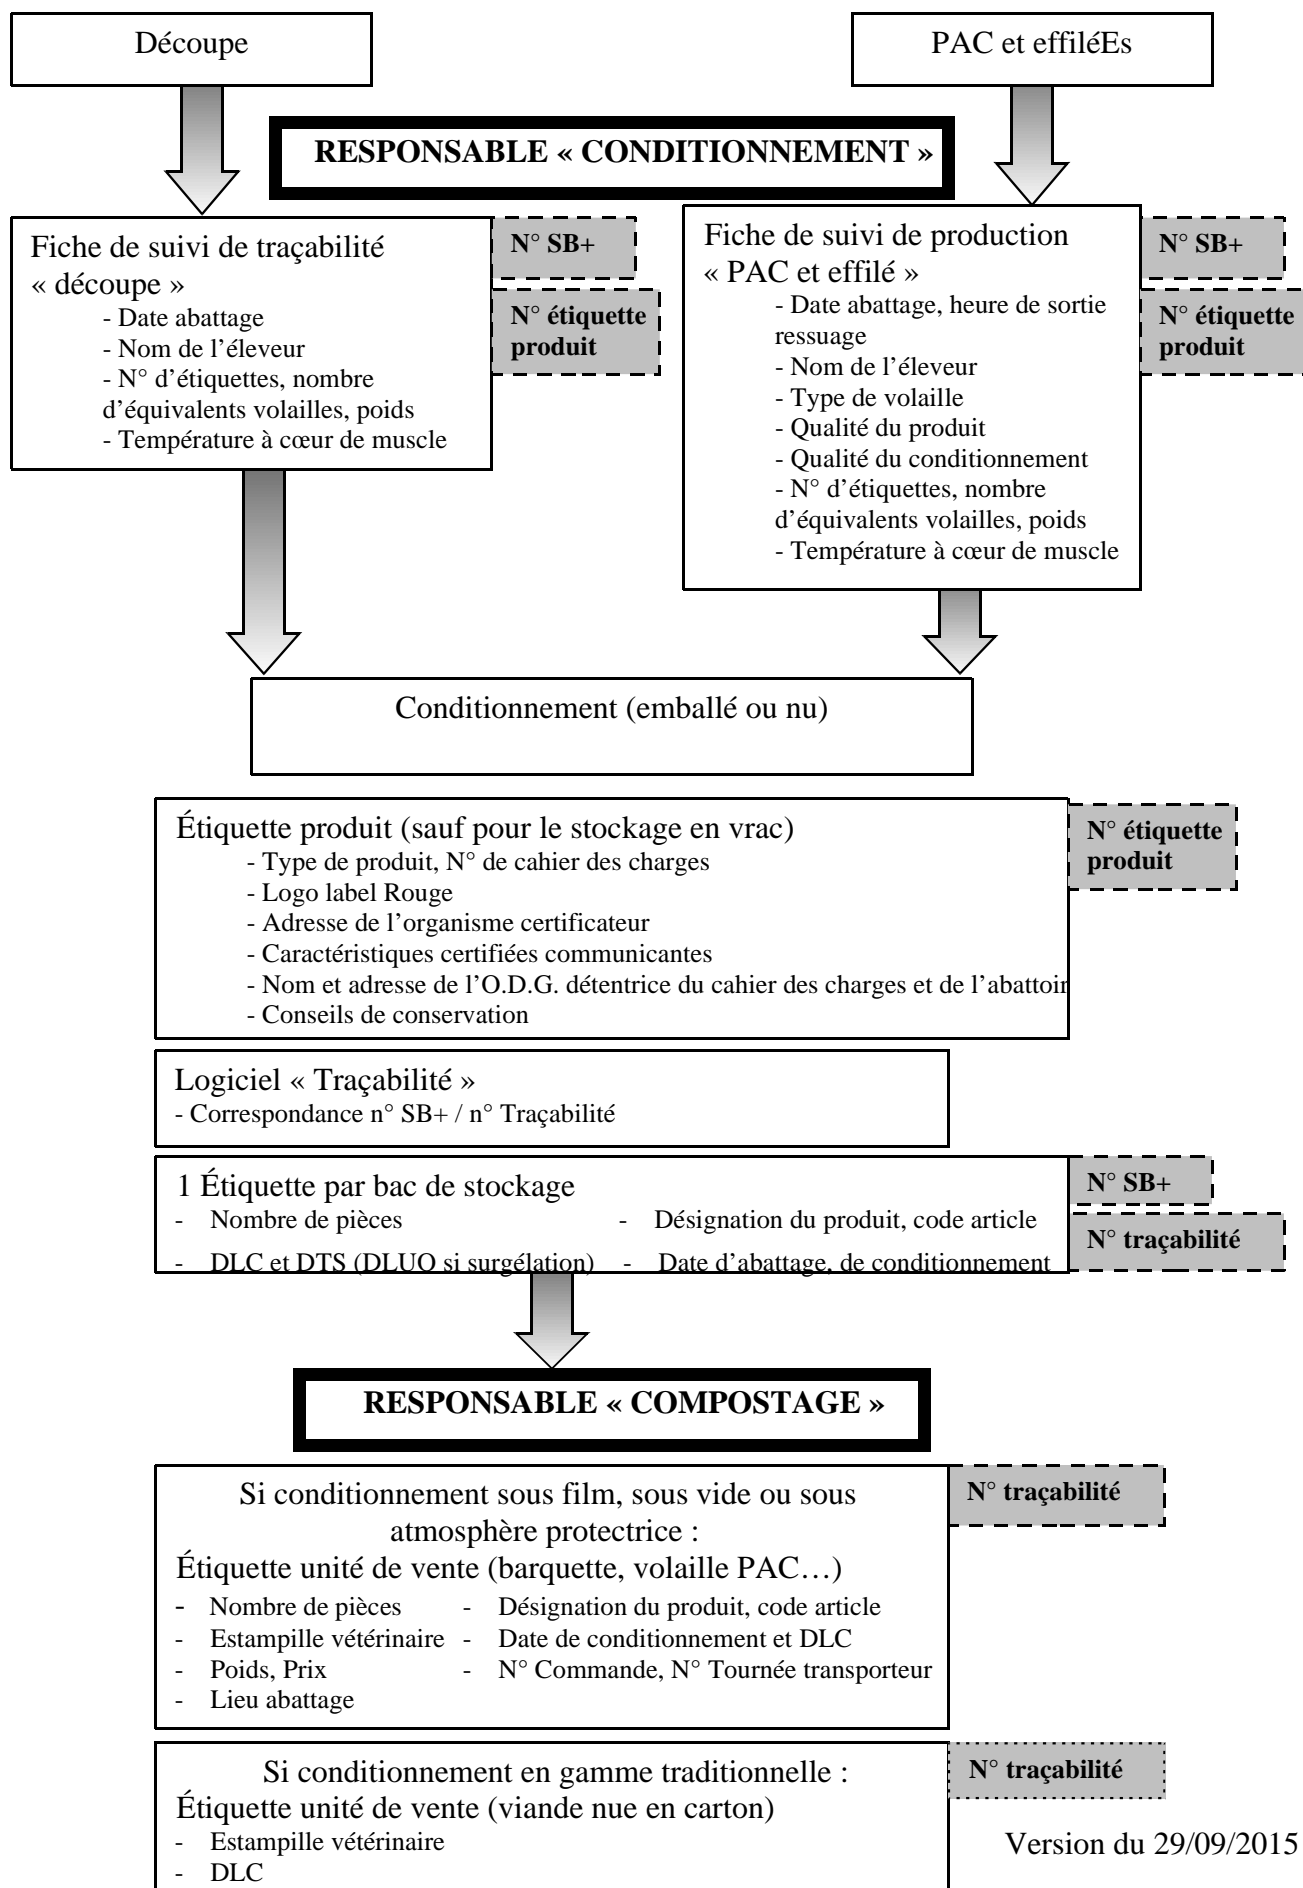 Découpe
PAC et effiléEs
RESPONSABLE « CONDITIONNEMENT »
Fiche de suivi de traçabilité
« découpe »
- Date abattage
- Nom de l’éleveur
- N° d’étiquettes, nombre
d’équivalents volailles, poids
- Température à cœur de muscle
N° SB+
N° étiquette
produit
Fiche de suivi de production
« PAC et effilé »
- Date abattage, heure de sortie
ressuage
- Nom de l’éleveur
- Type de volaille
- Qualité du produit
- Qualité du conditionnement
- N° d’étiquettes, nombre
d’équivalents volailles, poids
- Température à cœur de muscle
N° SB+
N° étiquette
produit
Conditionnement (emballé ou nu)
Étiquette produit (sauf pour le stockage en vrac)
- Type de produit, N° de cahier des charges
- Logo label Rouge
- Adresse de l’organisme certificateur
- Caractéristiques certifiées communicantes
- Nom et adresse de l’O.D.G. détentrice du cahier des charges et de l’abattoir
- Conseils de conservation
N° étiquette
produit
Logiciel « Traçabilité »
- Correspondance n° SB+ / n° Traçabilité
1 Étiquette par bac de stockage
- Nombre de pièces - Désignation du produit, code article
- DLC et DTS (DLUO si surgélation) - Date d’abattage, de conditionnement
N° SB+
N° traçabilité
RESPONSABLE « COMPOSTAGE »
Si conditionnement sous film, sous vide ou sous
atmosphère protectrice :
Étiquette unité de vente (barquette, volaille PAC…)
- Nombre de pièces - Désignation du produit, code article
- Estampille vétérinaire - Date de conditionnement et DLC
- Poids, Prix - N° Commande, N° Tournée transporteur
- Lieu abattage
N° traçabilité
Si conditionnement en gamme traditionnelle :
Étiquette unité de vente (viande nue en carton)
- Estampille vétérinaire
- DLC
N° traçabilité
Version du 29/09/2015